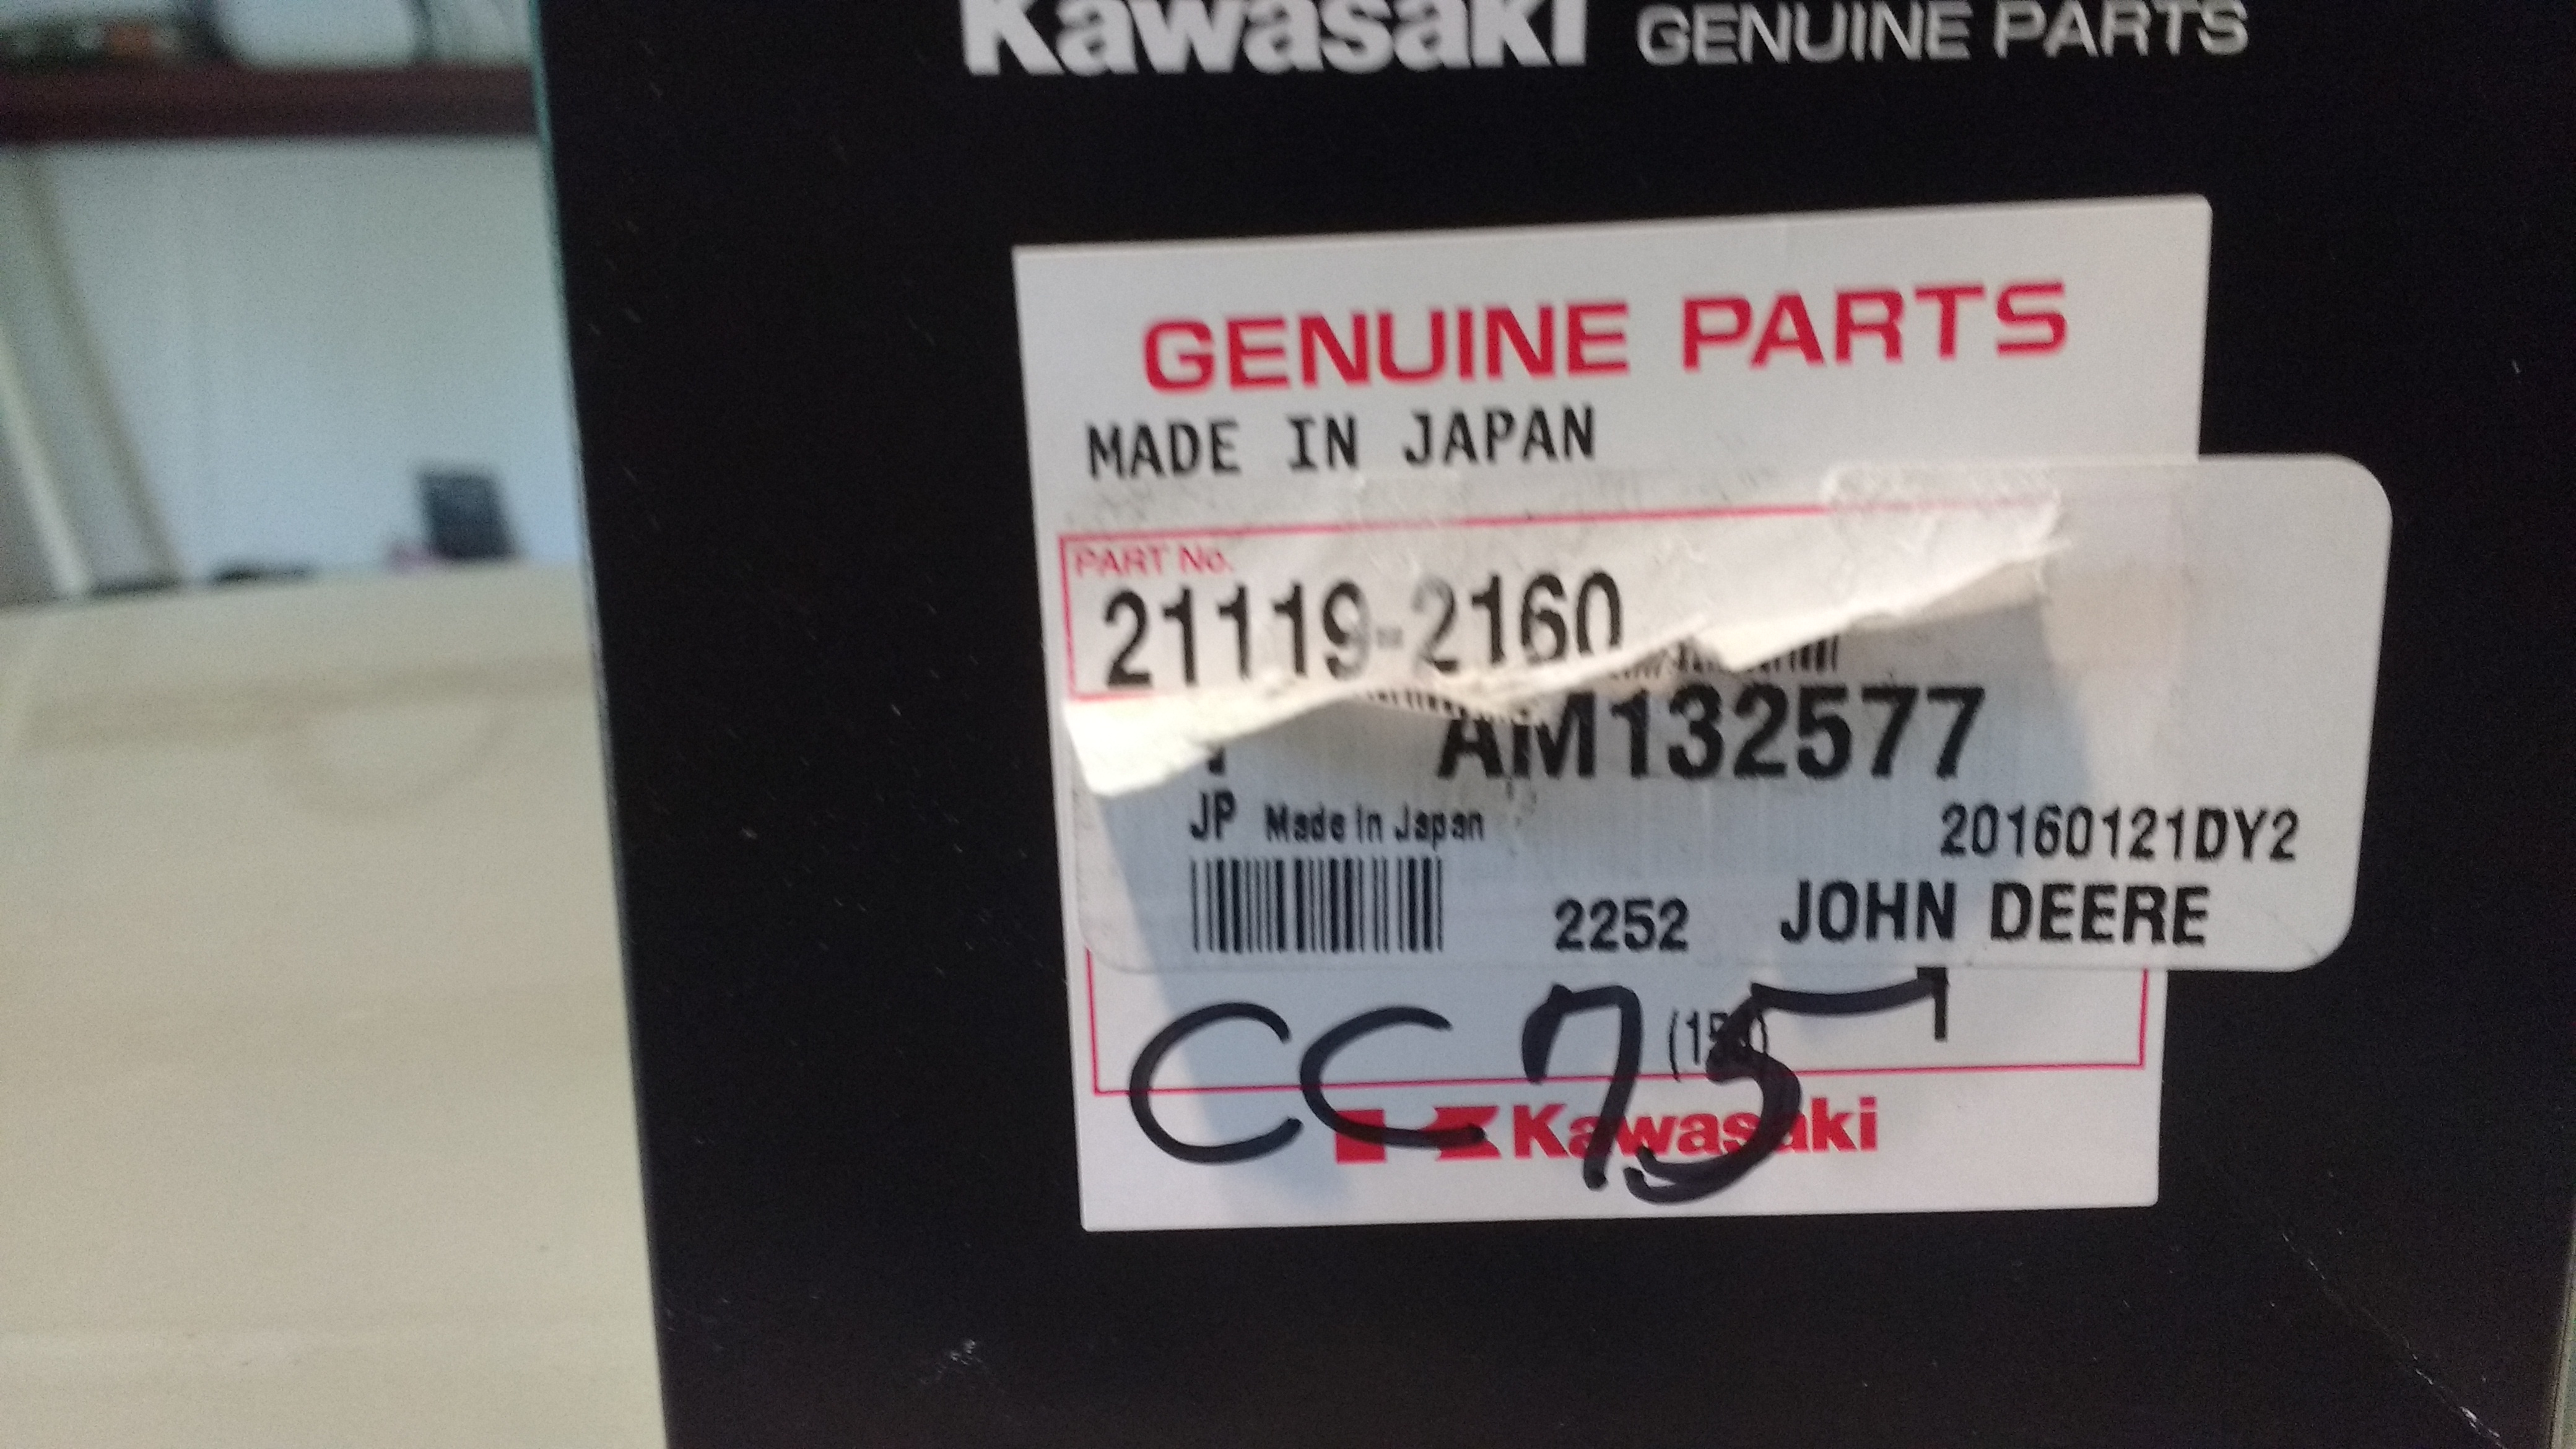 Kawasaki GENUINE PARTS
GENUINE PARTS
MADE IN JAPAN
PART No.
21119-2160
AM132577
JP Made in Japan
20160121DY2
2252 JOHN DEERE
CC 75
Kawasaki